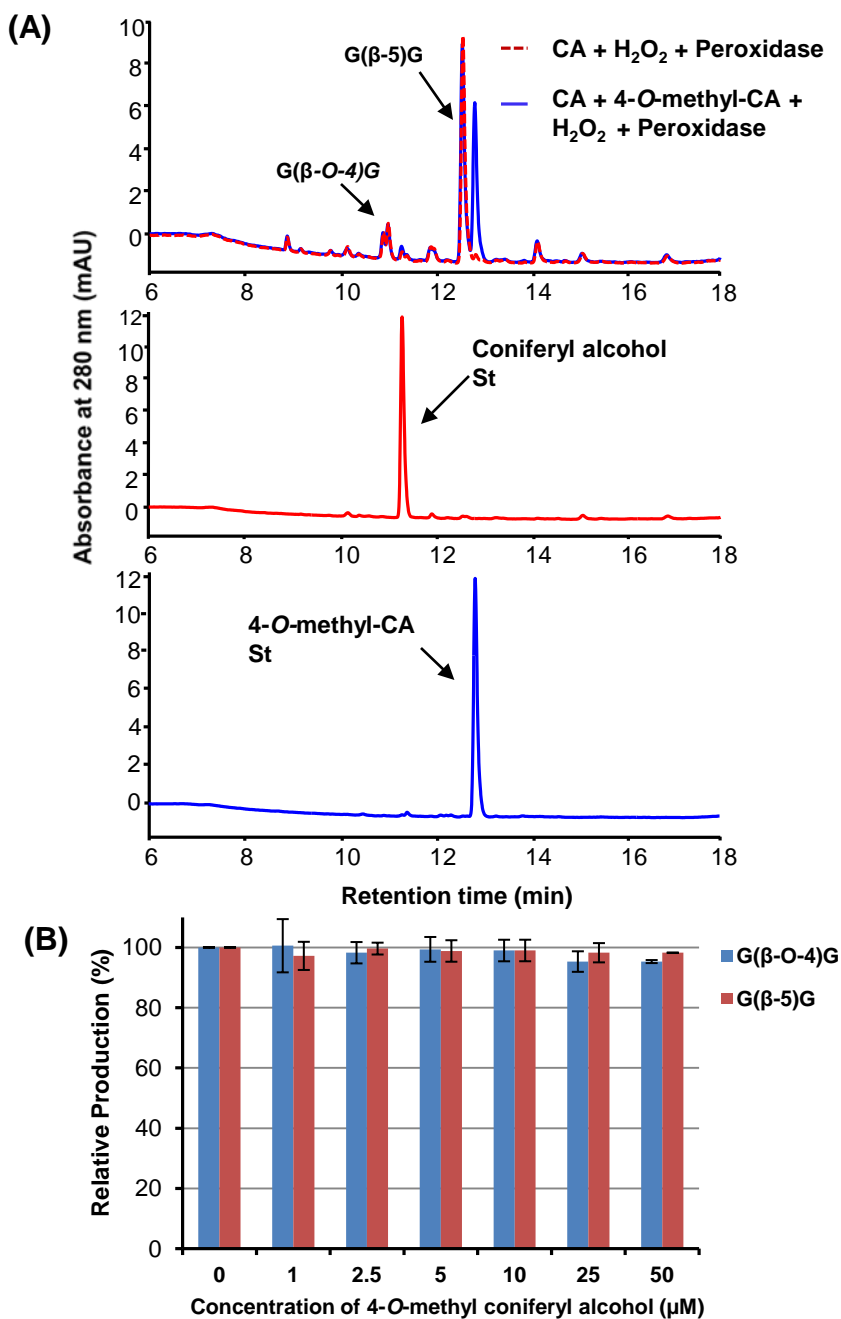 (A)
Absorbance at 280 nm (mAU)
10
8
6
4
2
0
G(β-5)G
G(β-O-4)G
CA + H₂O₂ + Peroxidase
CA + 4-O-methyl-CA +
H₂O₂ + Peroxidase
6 8 10 12 14 16 18
12
10
8
6
4
2
0
Coniferyl alcohol
St
6 8 10 12 14 16 18
12
10
8
6
4
2
0
4-O-methyl-CA
St
6 8 10 12 14 16 18
Retention time (min)
(B)
Relative Production (%)
100
80
60
40
20
0
G(β-O-4)G
G(β-5)G
0 1 2.5 5 10 25 50
Concentration of 4-O-methyl coniferyl alcohol (µM)